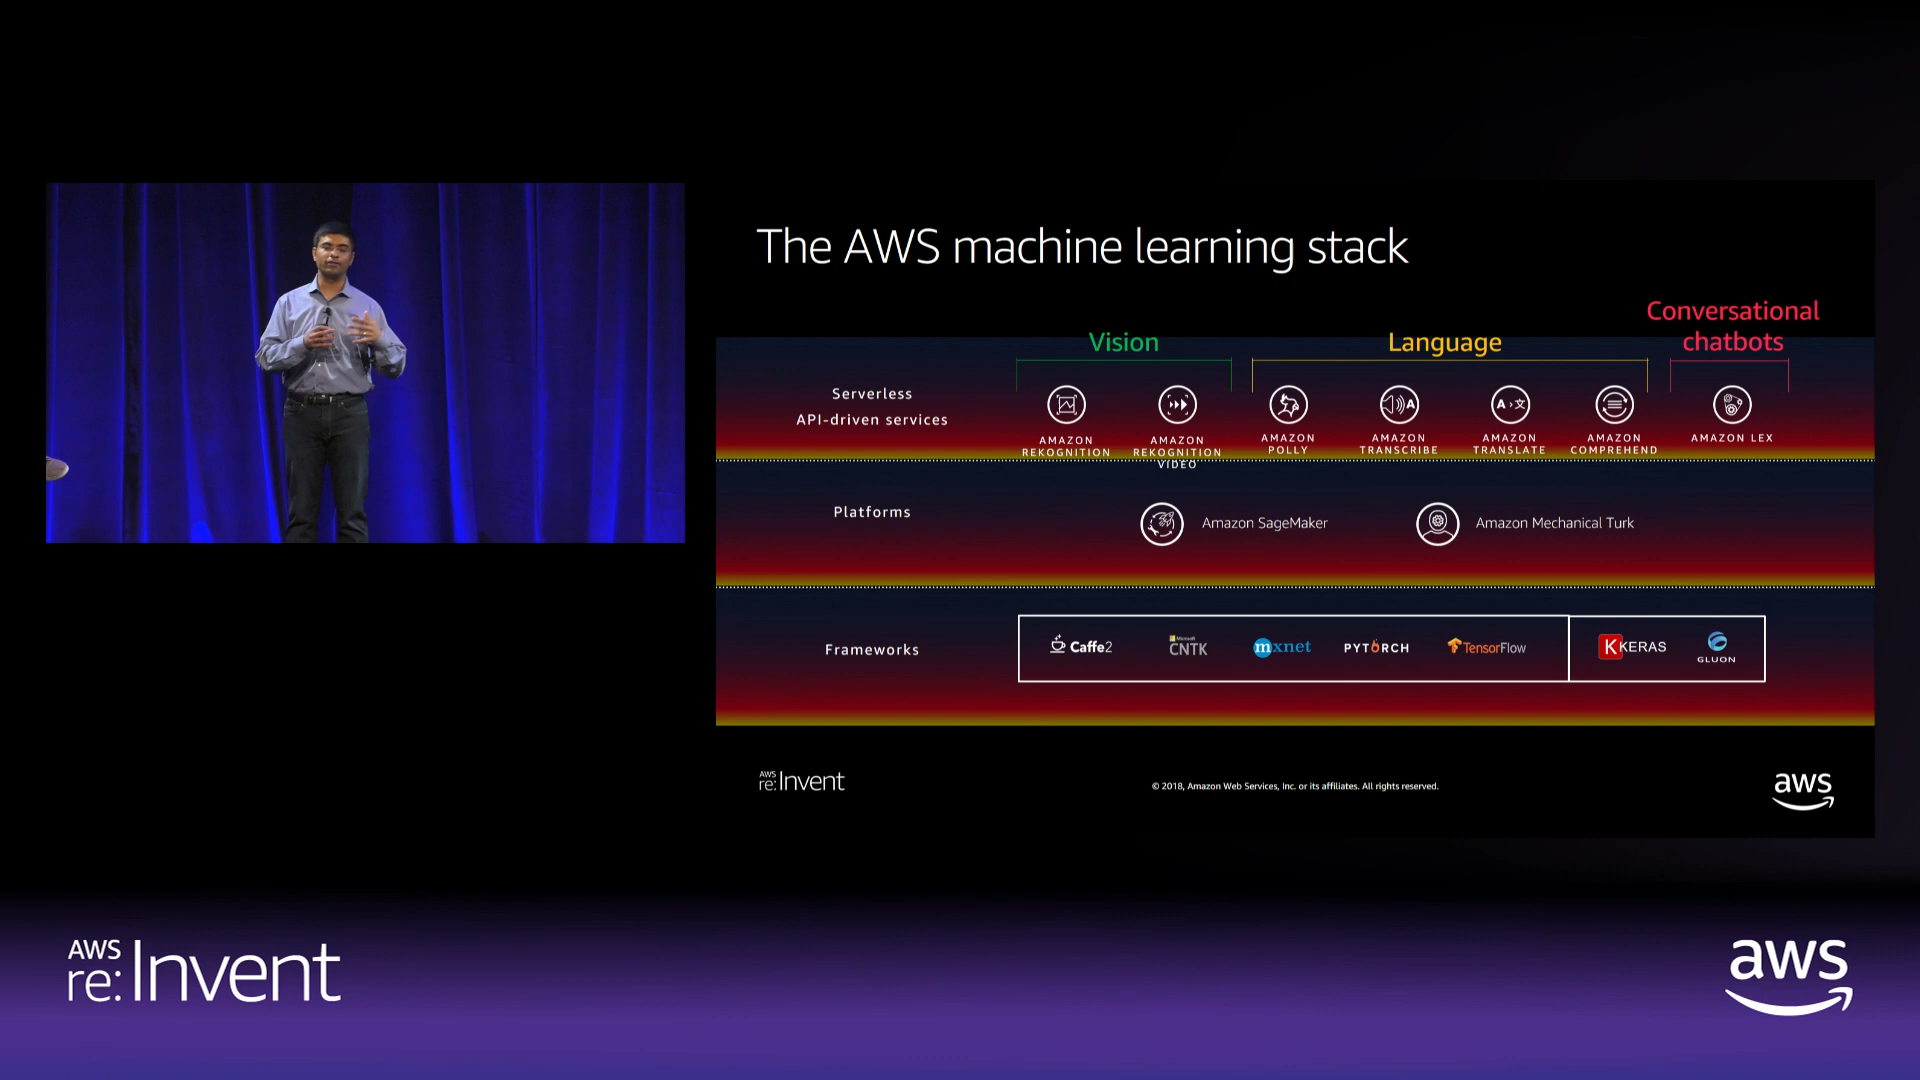 The AWS machine learning stack
Conversational
chatbots
Vision
Language
Serverless
API-driven services
AMAZON
REKOGNITION
AMAZON
REKOGNITION
VIDEO
AMAZON
POLLY
AMAZON
TRANSCRIBE
AMAZON
TRANSLATE
AMAZON
COMPREHEND
AMAZON LEX
Platforms
Amazon SageMaker
Amazon Mechanical Turk
Frameworks
Caffe2
Microsoft
CNTK
mxnet
PYTORCH
TensorFlow
K KERAS
GLUON
AWS
re:Invent
© 2018, Amazon Web Services, Inc. or its affiliates. All rights reserved.
aws
AWS
re:Invent
aws